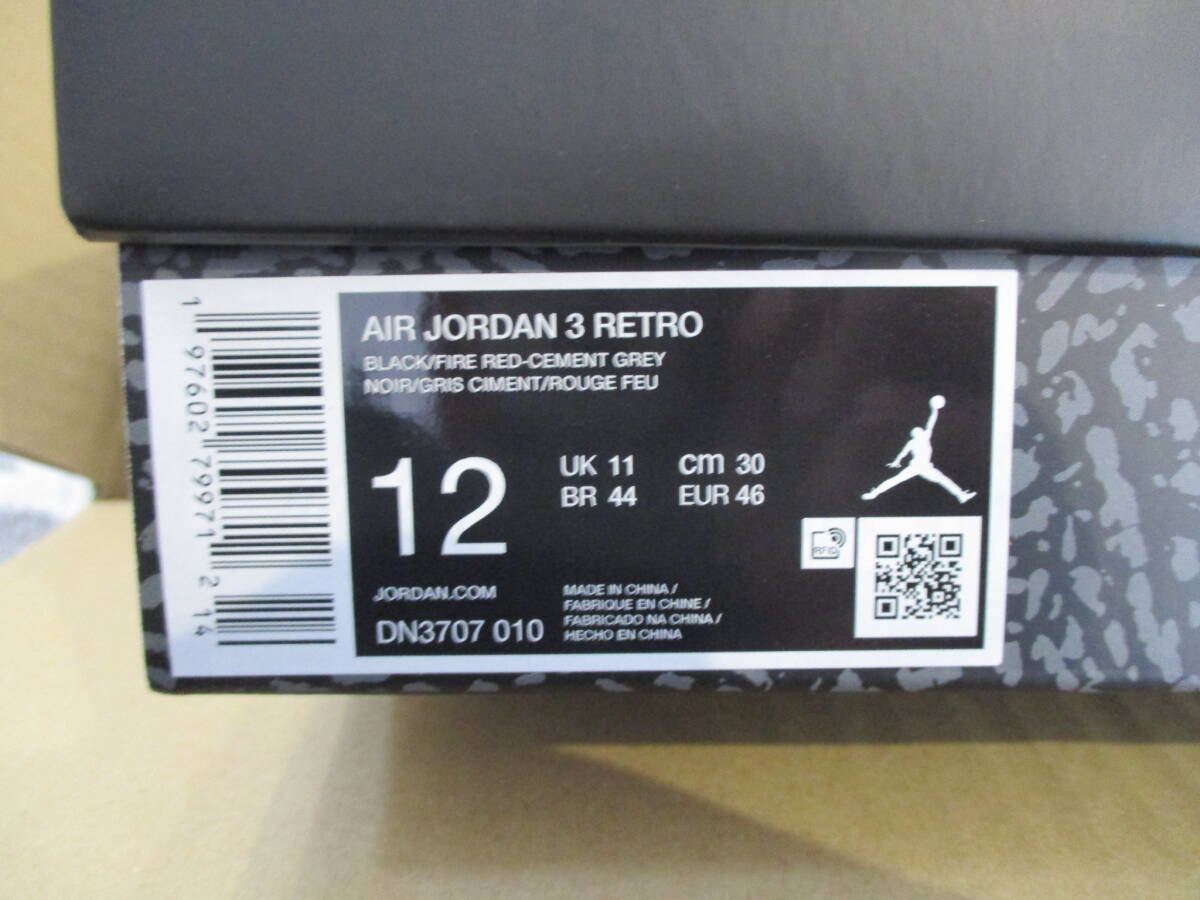 AIR JORDAN 3 RETRO
BLACK/FIRE RED-CEMENT GREY
NOIR/GRIS CIMENT/ROUGE FEU
12
UK 11 cm 30
BR 44 EUR 46
RFID
JORDAN.COM
DN3707 010
MADE IN CHINA /
FABRIQUE EN CHINE /
FABRICADO NA CHINA /
HECHO EN CHINA
1 97602 79971 2 14